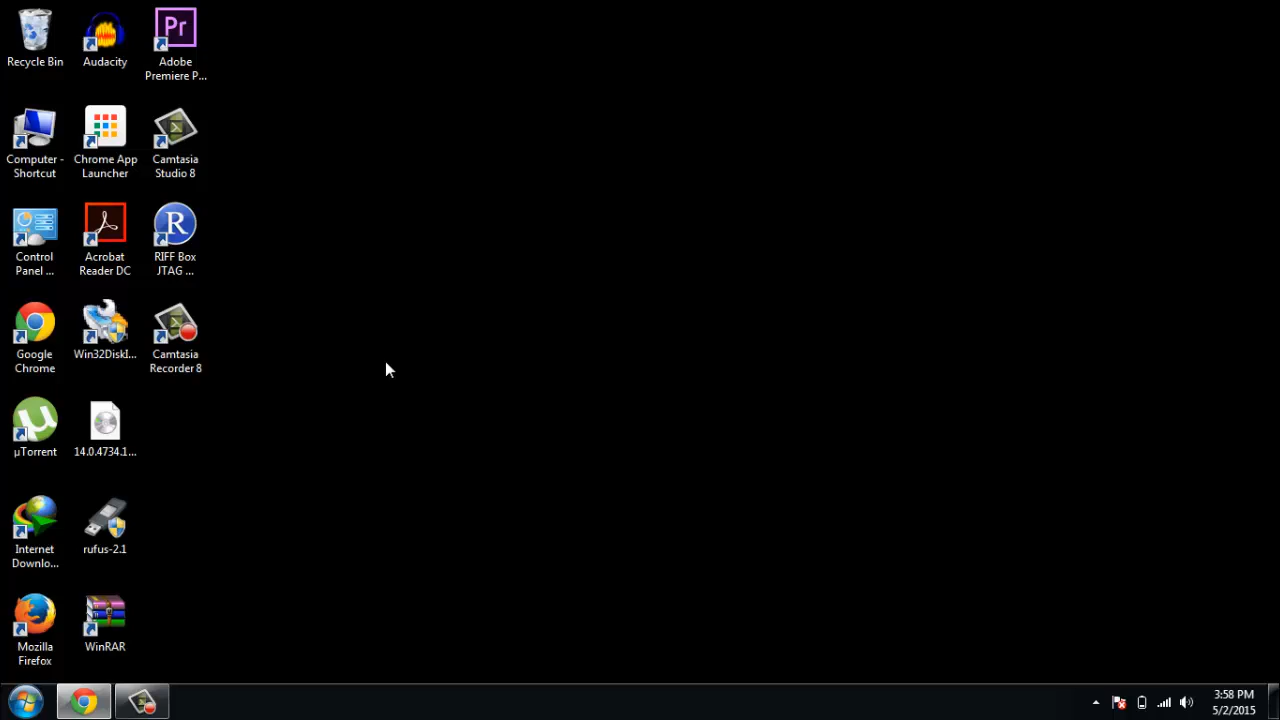 Recycle Bin
Audacity
Adobe
Premiere P...
Pr
Computer -
Shortcut
Chrome App
Launcher
Camtasia
Studio 8
Control
Panel ...
Acrobat
Reader DC
R
RIFF Box
JTAG ...
Google
Chrome
Win32DiskI...
Camtasia
Recorder 8
µ
µTorrent
14.0.4734.1...
Internet
Downlo...
rufus-2.1
Mozilla
Firefox
WinRAR
3:58 PM
5/2/2015